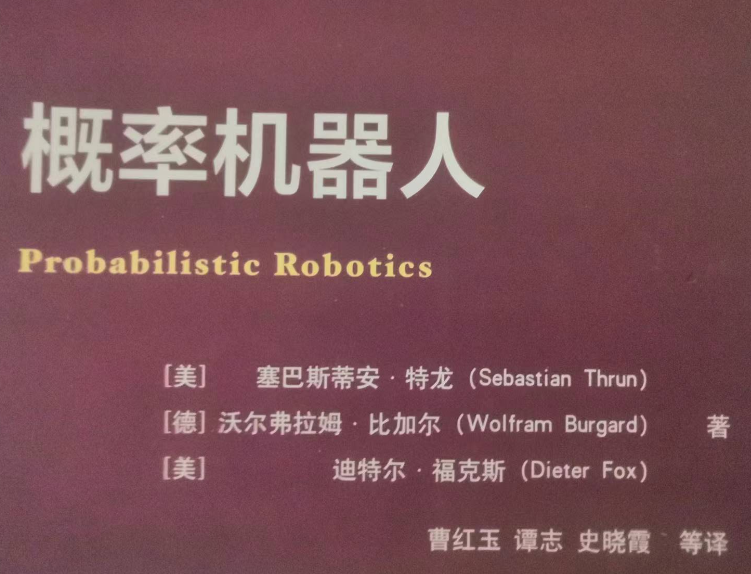 概率机器人
Probabilistic Robotics
[美] 塞巴斯蒂安·特龙 (Sebastian Thrun)
[德] 沃尔弗拉姆·比加尔 (Wolfram Burgard) 著
[美] 迪特尔·福克斯 (Dieter Fox)
曹红玉 谭志 史晓霞 等译